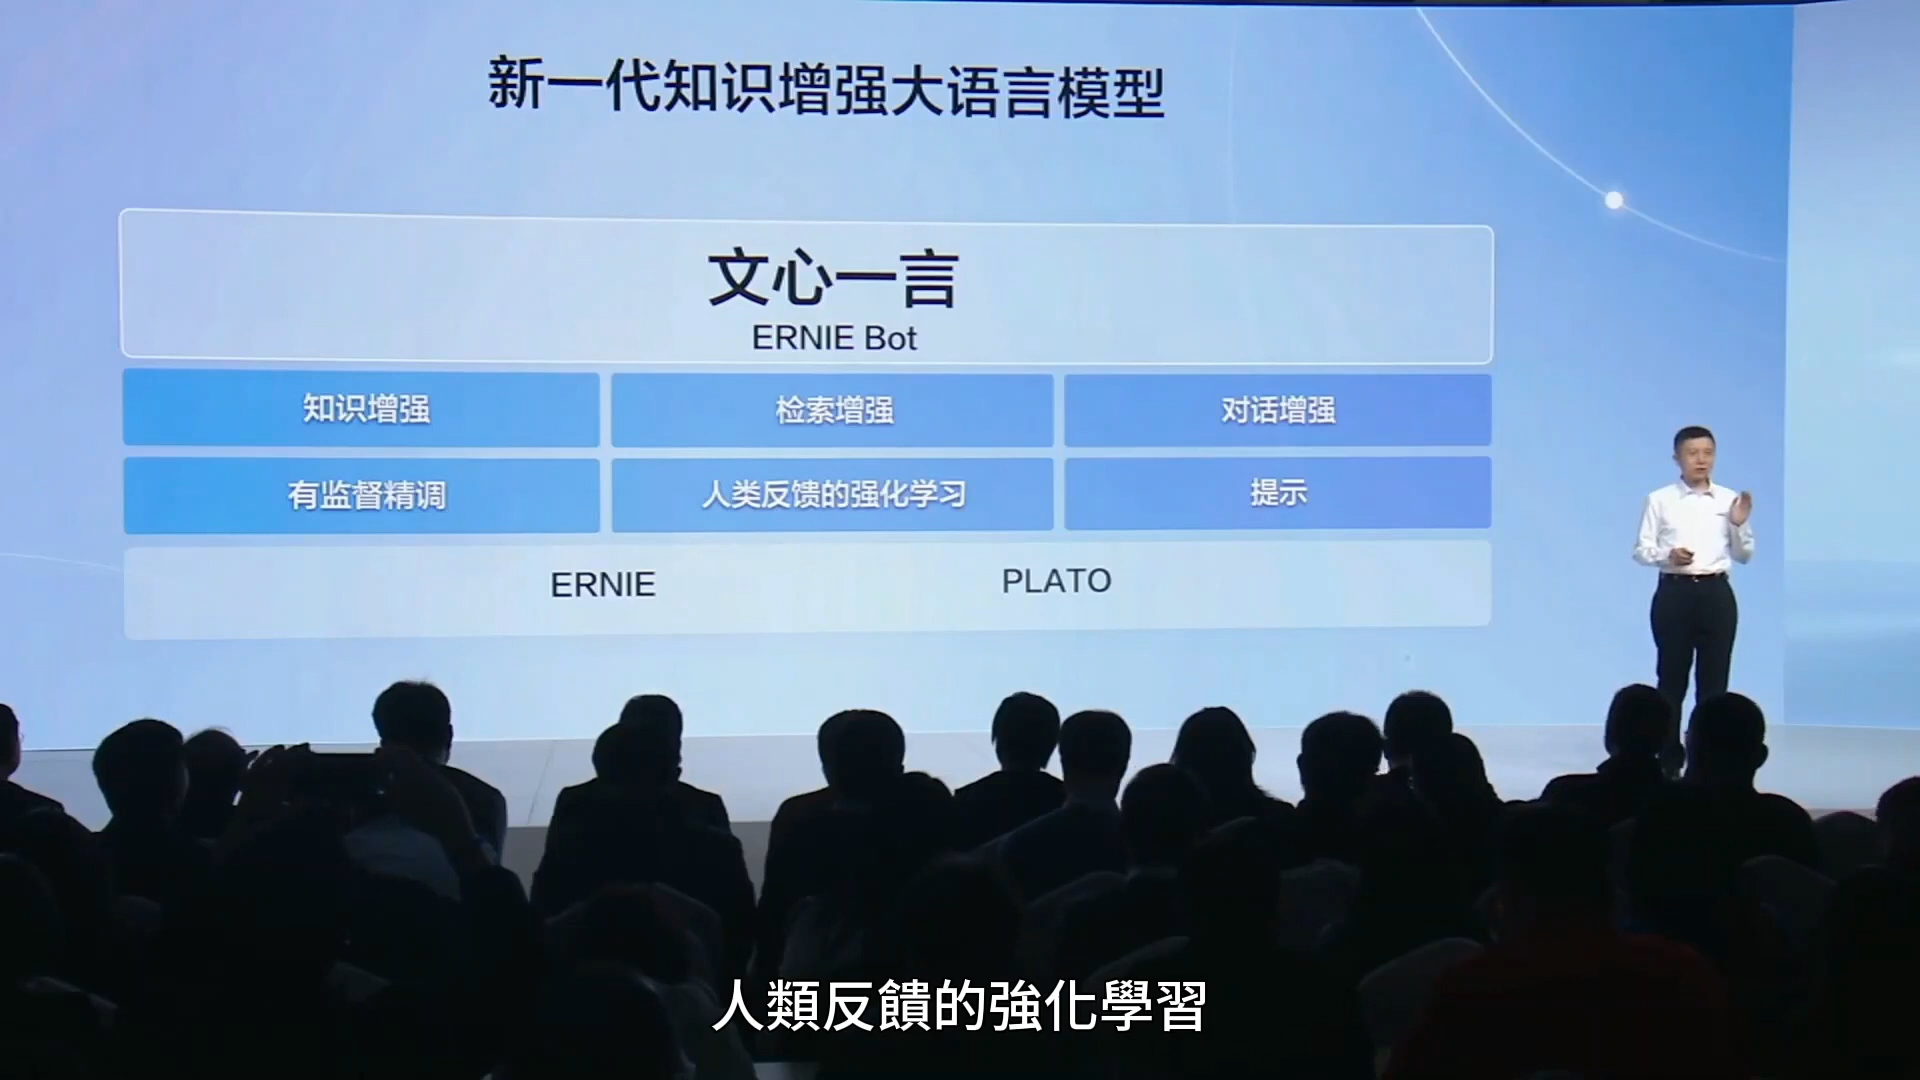 新一代知识增强大语言模型
文心一言
ERNIE Bot
知识增强 检索增强 对话增强
有监督精调 人类反馈的强化学习 提示
ERNIE PLATO
人類反饋的強化學習